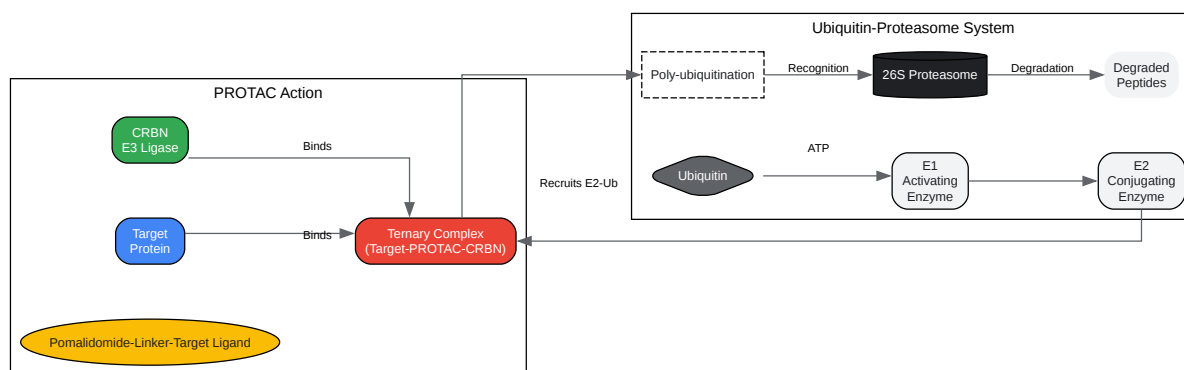 PROTAC Action
CRBN
E3 Ligase
Binds
Target
Protein
Binds
Ternary Complex
(Target-PROTAC-CRBN)
Pomalidomide-Linker-Target Ligand
Recruits E2-Ub
Ubiquitin-Proteasome System
Poly-ubiquitination
Recognition
26S Proteasome
Degradation
Degraded
Peptides
Ubiquitin
ATP
E1
Activating
Enzyme
E2
Conjugating
Enzyme